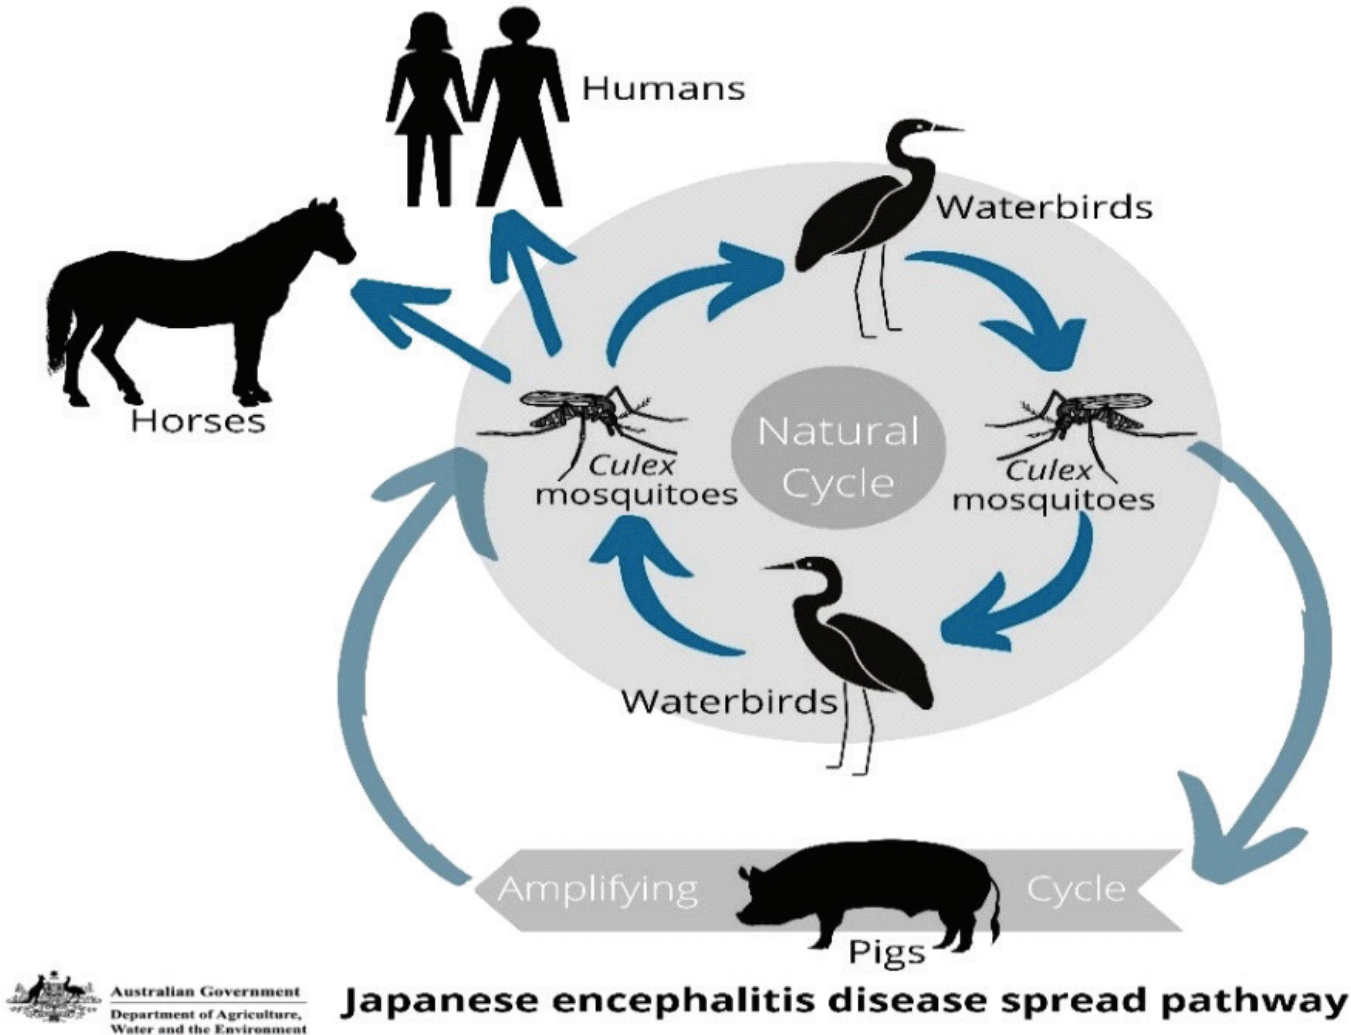 Humans
Waterbirds
Horses
Natural
Cycle
Culex
mosquitoes
Culex
mosquitoes
Waterbirds
Amplifying
Cycle
Pigs
Australian Government
Department of Agriculture,
Water and the Environment
Japanese encephalitis disease spread pathway